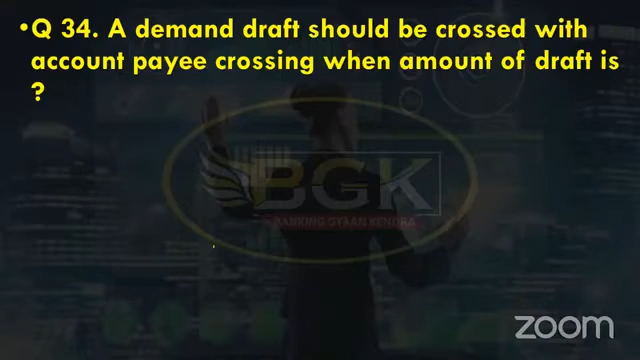 •Q 34. A demand draft should be crossed with
account payee crossing when amount of draft is
?
BGK
BANKING GYAAN KENDRA
zoom